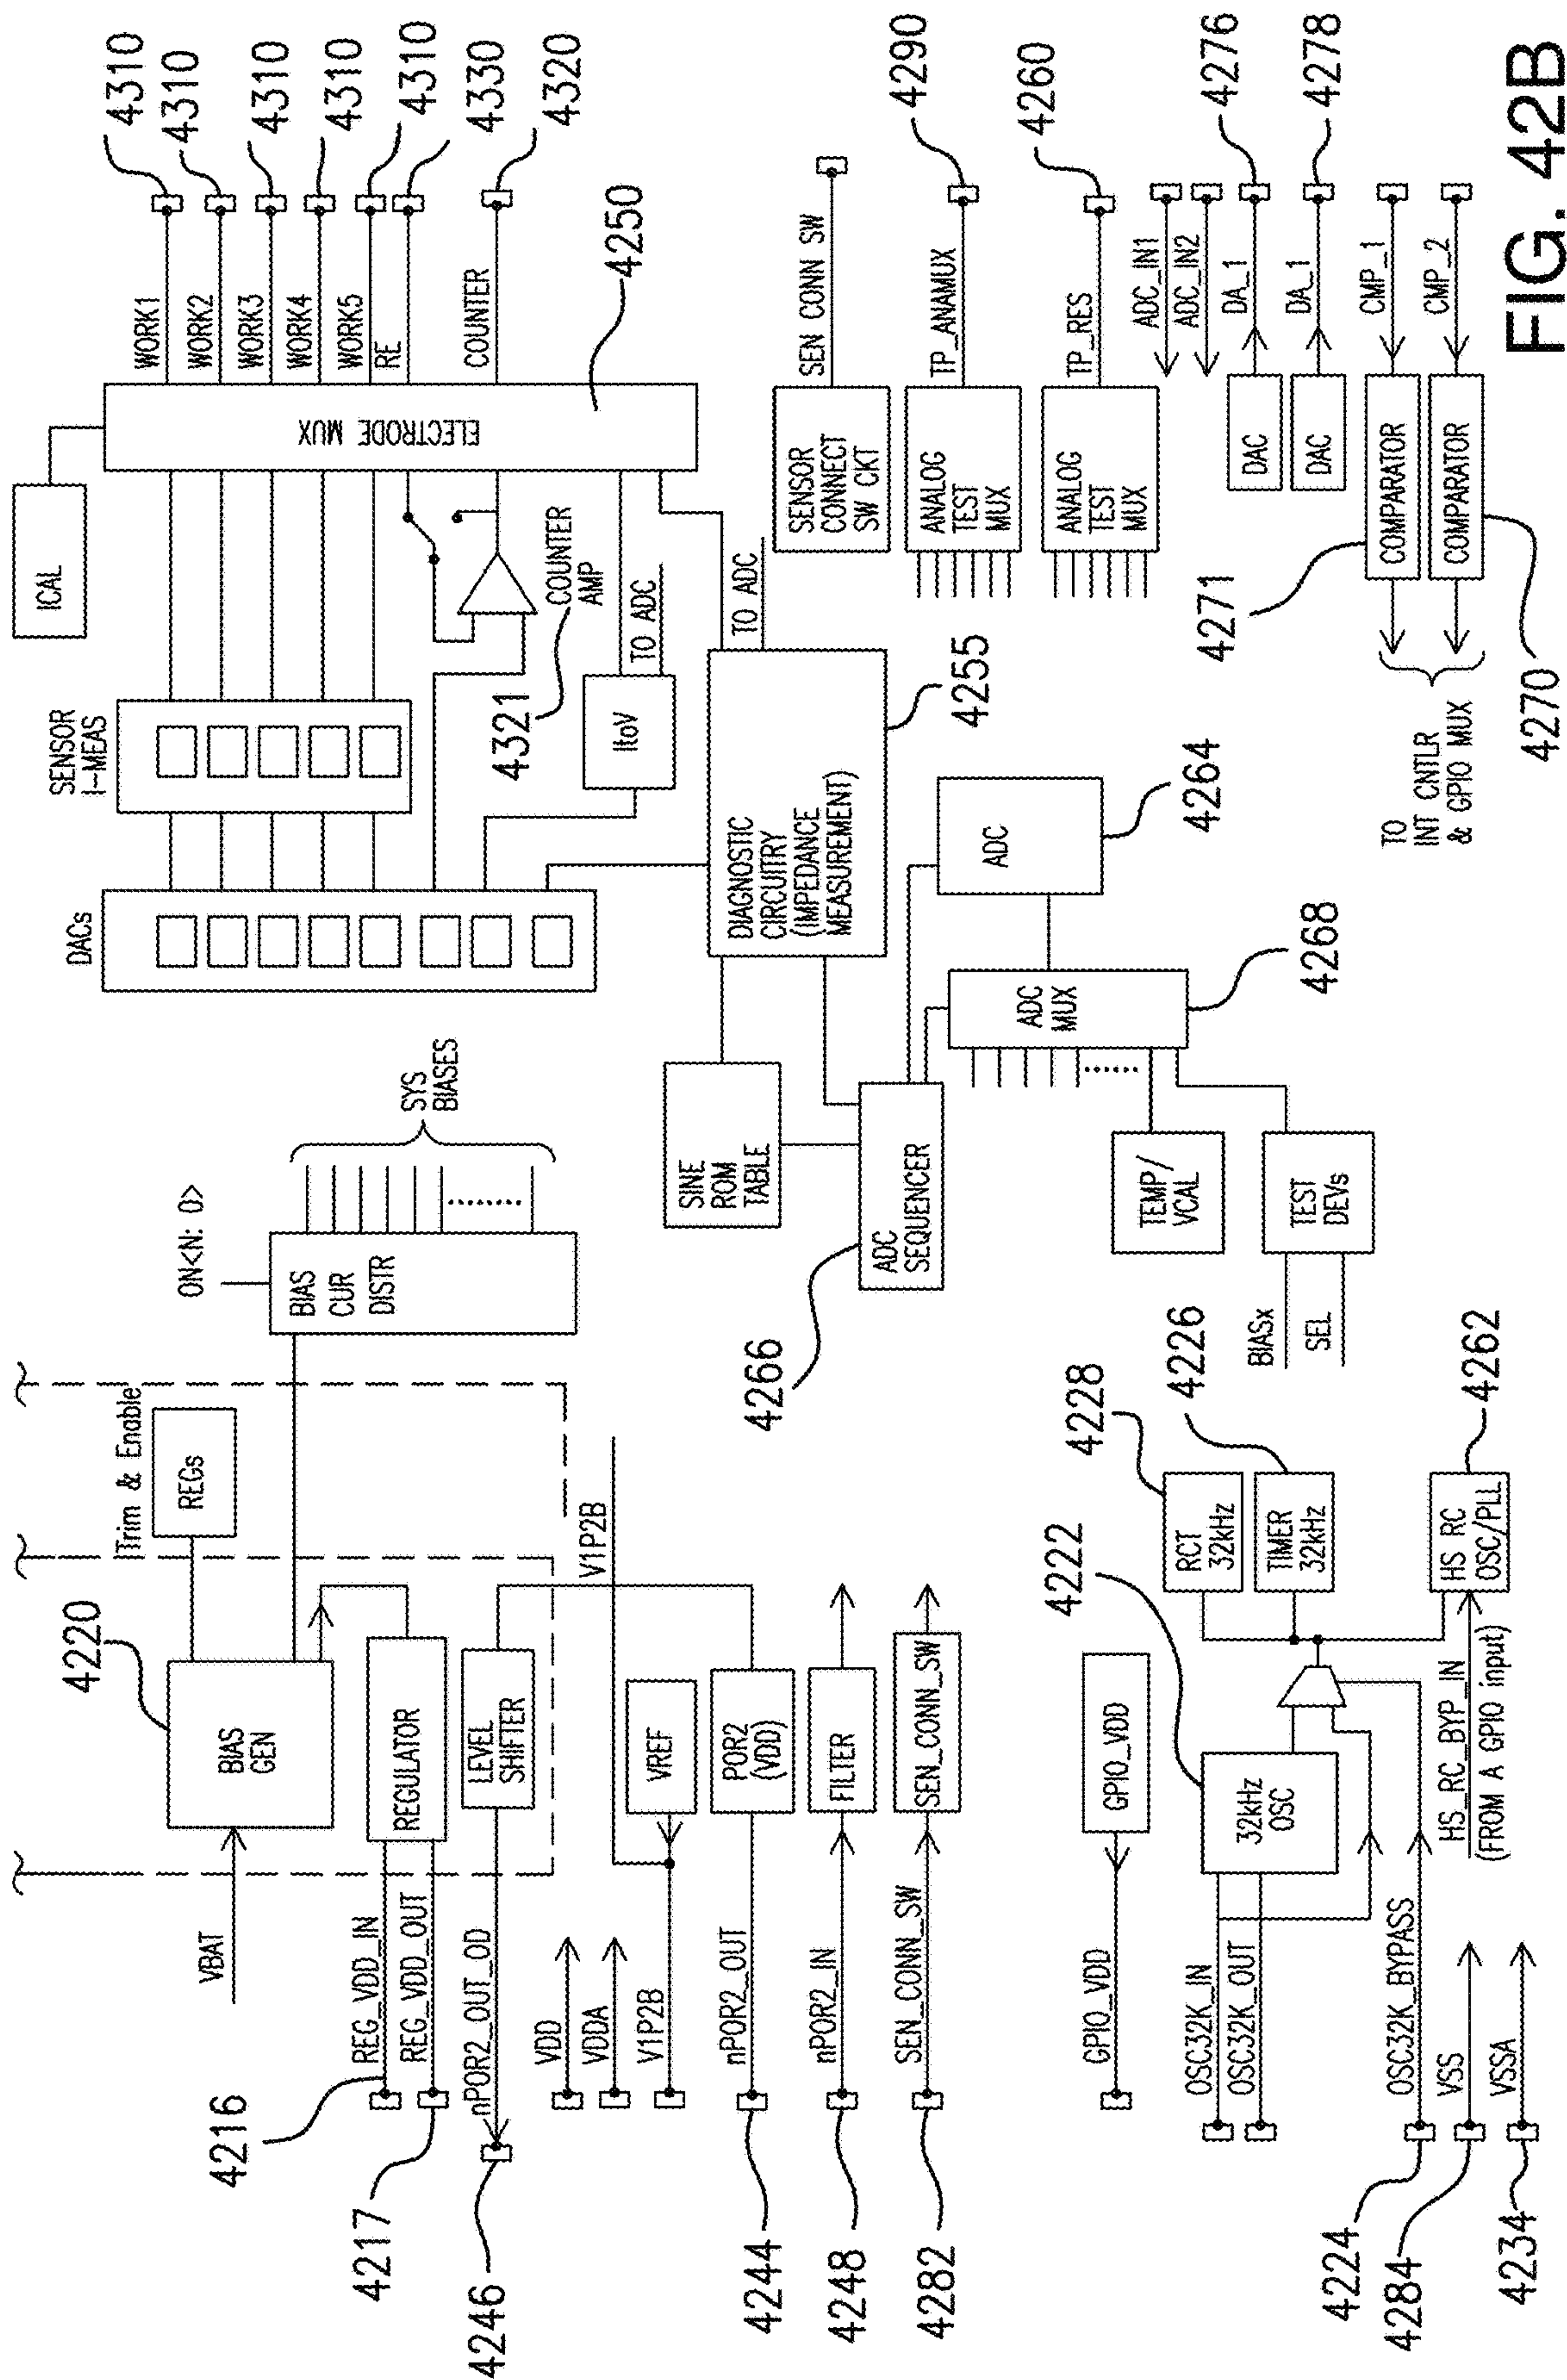 4220
VBAT
BIAS
GEN
REGs
Trim & Enable
ON<N: 0>
BIAS
CUR
DISTR
SYS
BIASES
4216
REG_VDD_IN
4217
REG_VDD_OUT
REGULATOR
4246
nPOR2_OUT_OD
LEVEL
SHIFTER
VDD
VDDA
V1P2B
VREF
V1P2B
4244
nPOR2_OUT
POR2
(VDD)
4248
nPOR2_IN
FILTER
4282
SEN_CONN_SW
SEN_CONN_SW
GPIO_VDD
GPIO_VDD
OSC32K_IN
OSC32K_OUT
4222
32kHz
OSC
4228
RCT
32kHz
4226
TIMER
32kHz
4262
HS RC
OSC/PLL
4224
OSC32K_BYPASS
4284
VSS
4234
VSSA
HS_RC_BYP_IN
(FROM A GPIO input)
DACs
SENSOR
I-MEAS
ICAL
ELECTRODE MUX
4250
WORK1
4310
WORK2
4310
WORK3
4310
WORK4
4310
WORK5
4310
RE
4330
COUNTER
4320
4321
COUNTER
AMP
ItoV
TO ADC
DIAGNOSTIC
CIRCUITRY
(IMPEDANCE
MEASUREMENT)
TO ADC
4255
SINE
ROM
TABLE
4266
ADC
SEQUENCER
ADC
4264
ADC
MUX
4268
TEMP/
VCAL
BIASx
SEL
TEST
DEVs
SENSOR
CONNECT
SW CKT
SEN CONN SW
ANALOG
TEST
MUX
TP_ANAMUX
4290
ANALOG
TEST
MUX
TP_RES
4260
ADC_IN1
ADC_IN2
DAC
DA_1
4276
DAC
DA_1
4278
4271
COMPARATOR
CMP_1
4270
COMPARATOR
CMP_2
TO
INT CNTLR
& GPIO MUX
FIG. 42B